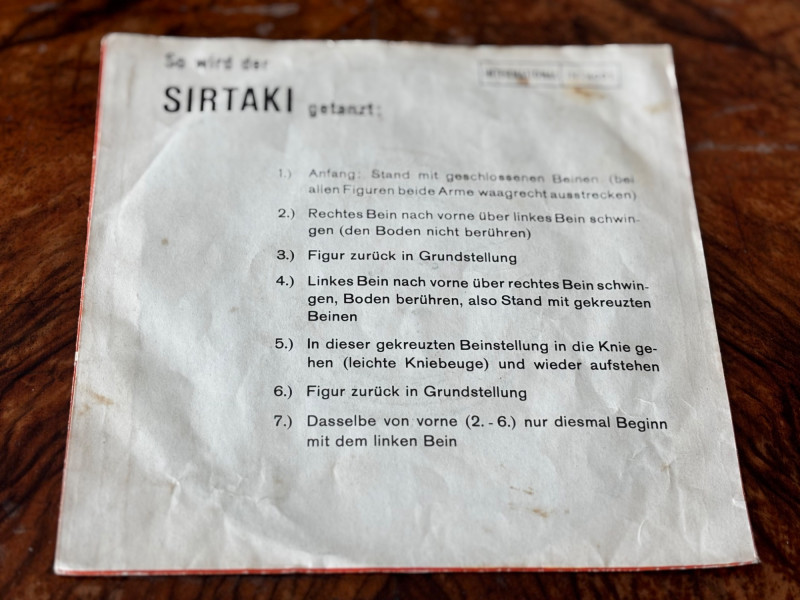 So wird der
SIRTAKI getanzt:
1.) Anfang: Stand mit geschlossenen Beinen (bei
allen Figuren beide Arme waagrecht ausstrecken)
2.) Rechtes Bein nach vorne über linkes Bein schwin-
gen (den Boden nicht berühren)
3.) Figur zurück in Grundstellung
4.) Linkes Bein nach vorne über rechtes Bein schwin-
gen, Boden berühren, also Stand mit gekreuzten
Beinen
5.) In dieser gekreuzten Beinstellung in die Knie ge-
hen (leichte Kniebeuge) und wieder aufstehen
6.) Figur zurück in Grundstellung
7.) Dasselbe von vorne (2. - 6.) nur diesmal Beginn
mit dem linken Bein